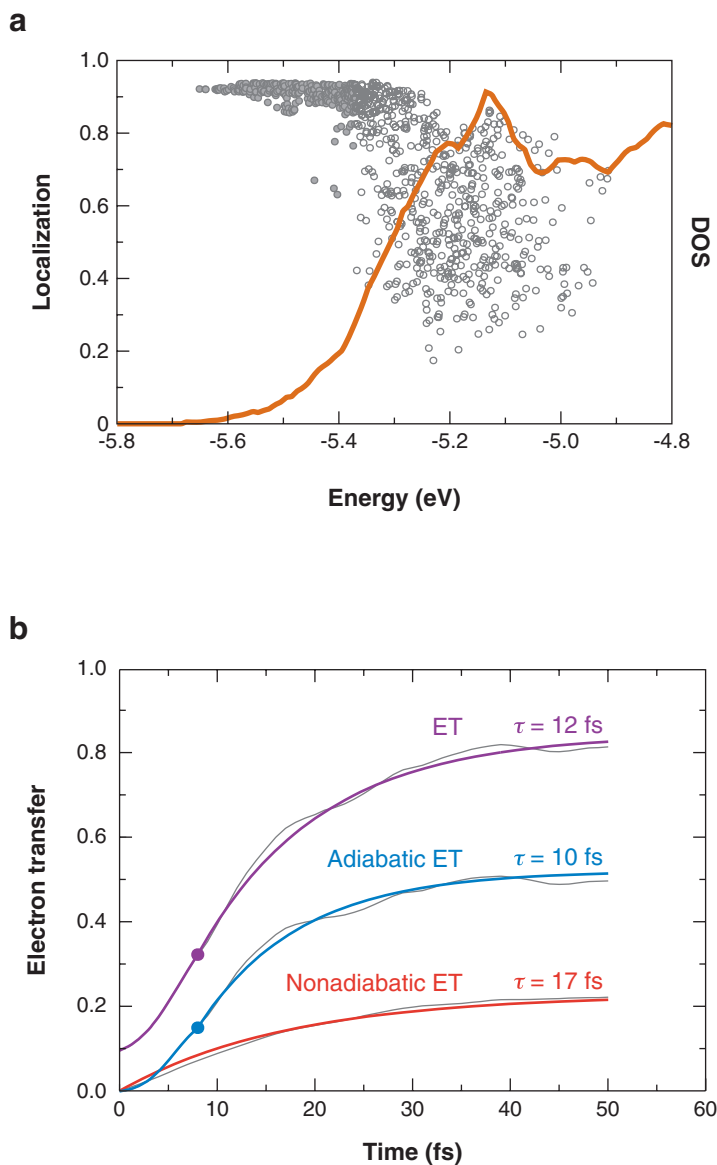 a
1.0
0.8
0.6
0.4
0.2
0
Localization
DOS
-5.8 -5.6 -5.4 -5.2 -5.0 -4.8
Energy (eV)
b
1.0
0.8
0.6
0.4
0.2
0.0
Electron transfer
ET τ = 12 fs
Adiabatic ET τ = 10 fs
Nonadiabatic ET τ = 17 fs
0 10 20 30 40 50 60
Time (fs)